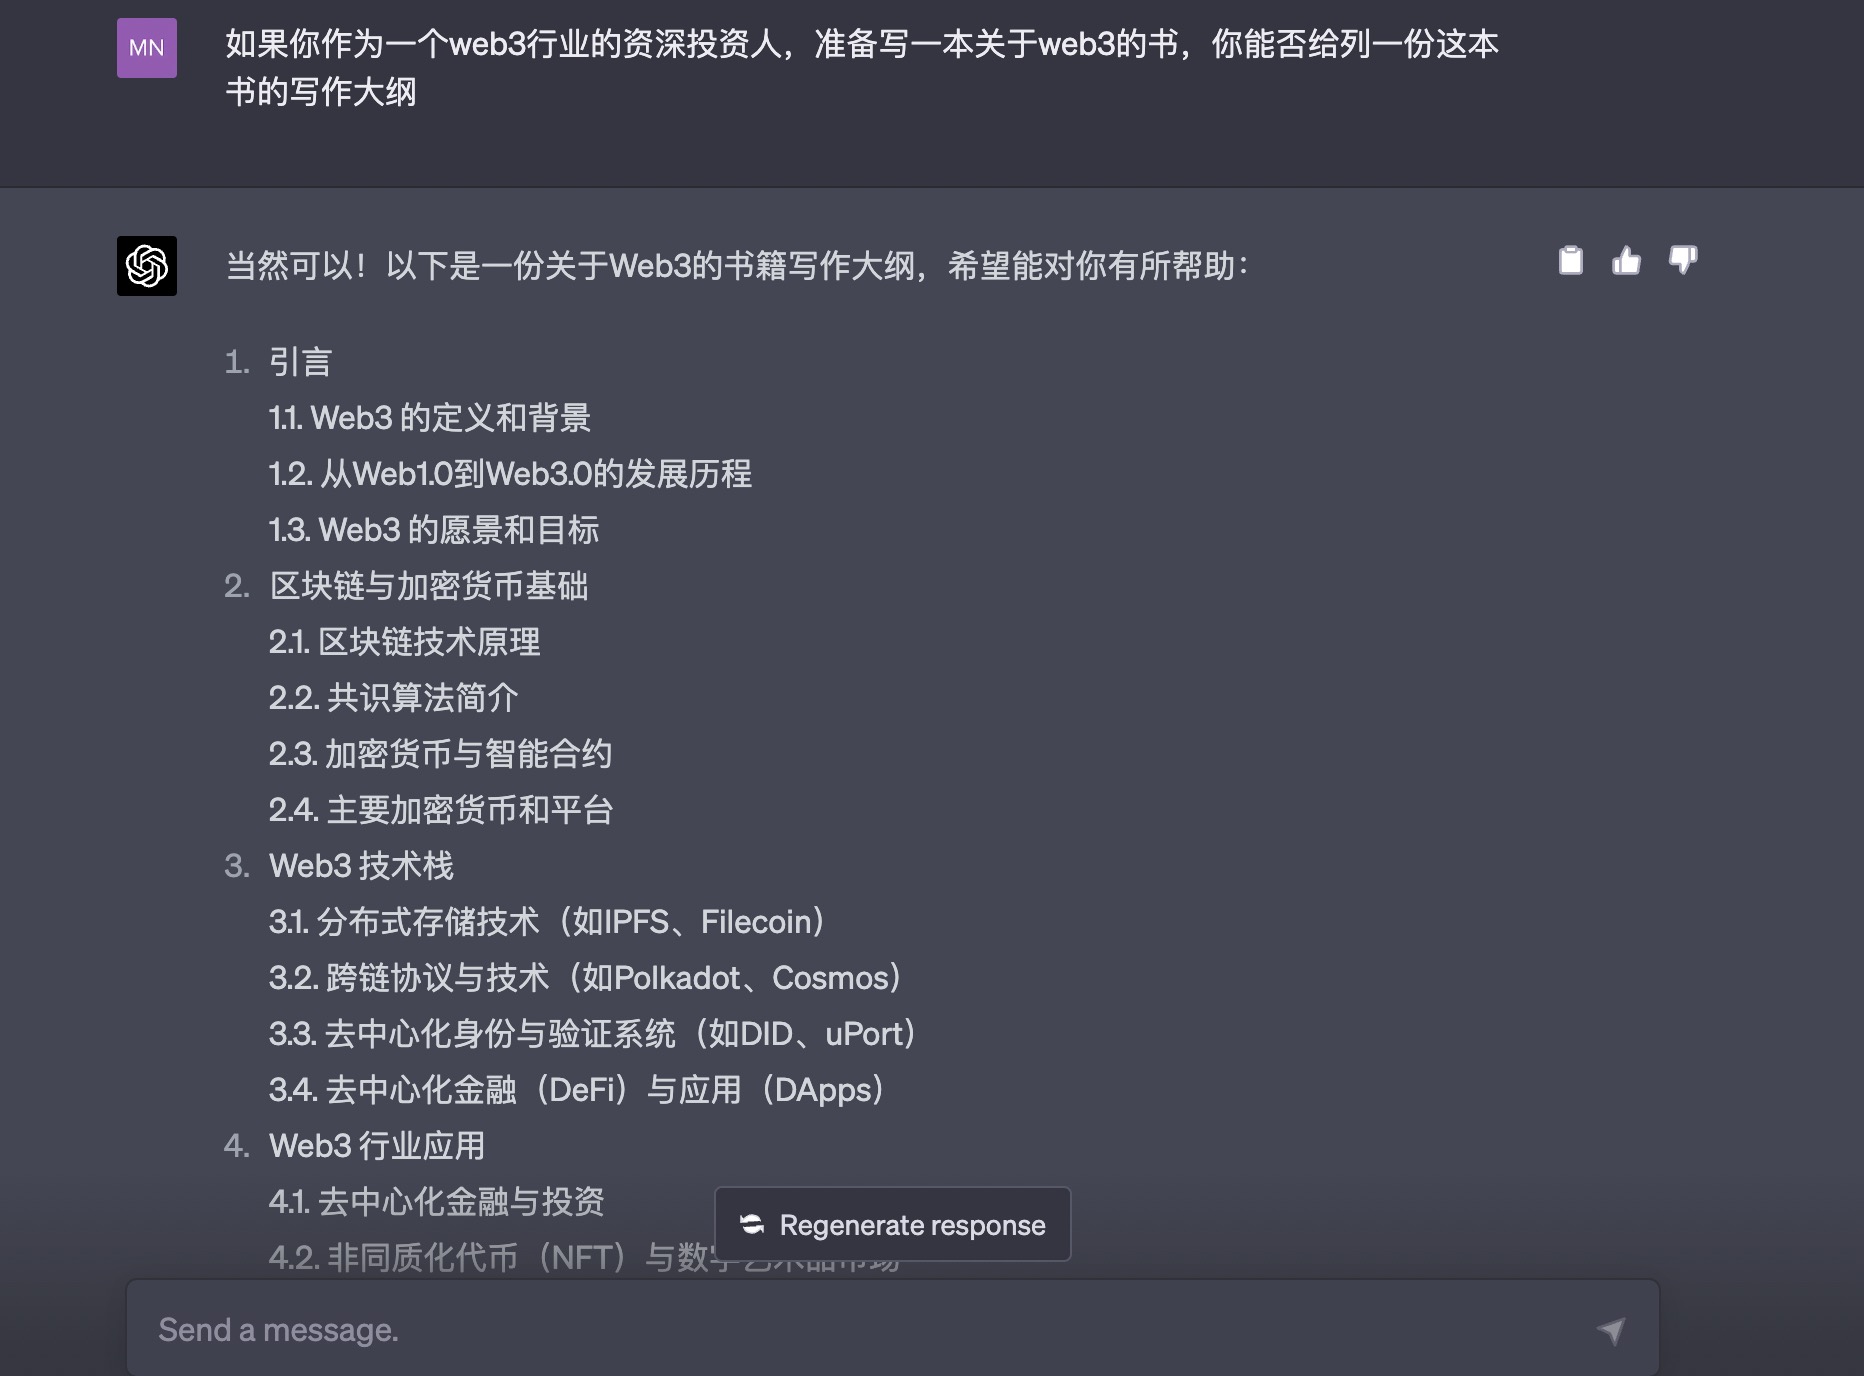 MN
如果你作为一个web3行业的资深投资人，准备写一本关于web3的书，你能否给列一份这本
书的写作大纲
当然可以！以下是一份关于Web3的书籍写作大纲，希望能对你有所帮助：
1. 引言
1.1. Web3 的定义和背景
1.2. 从Web1.0到Web3.0的发展历程
1.3. Web3 的愿景和目标
2. 区块链与加密货币基础
2.1. 区块链技术原理
2.2. 共识算法简介
2.3. 加密货币与智能合约
2.4. 主要加密货币和平台
3. Web3 技术栈
3.1. 分布式存储技术（如IPFS、Filecoin）
3.2. 跨链协议与技术（如Polkadot、Cosmos）
3.3. 去中心化身份与验证系统（如DID、uPort）
3.4. 去中心化金融（DeFi）与应用（DApps）
4. Web3 行业应用
4.1. 去中心化金融与投资
4.2. 非同质化代币（NFT）与数字艺术品市场
Regenerate response
Send a message.